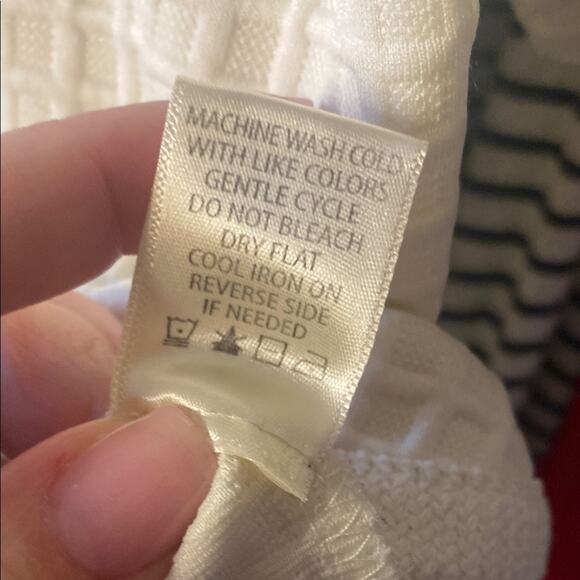 MACHINE WASH COLD
WITH LIKE COLORS
GENTLE CYCLE
DO NOT BLEACH
DRY FLAT
COOL IRON ON
REVERSE SIDE
IF NEEDED